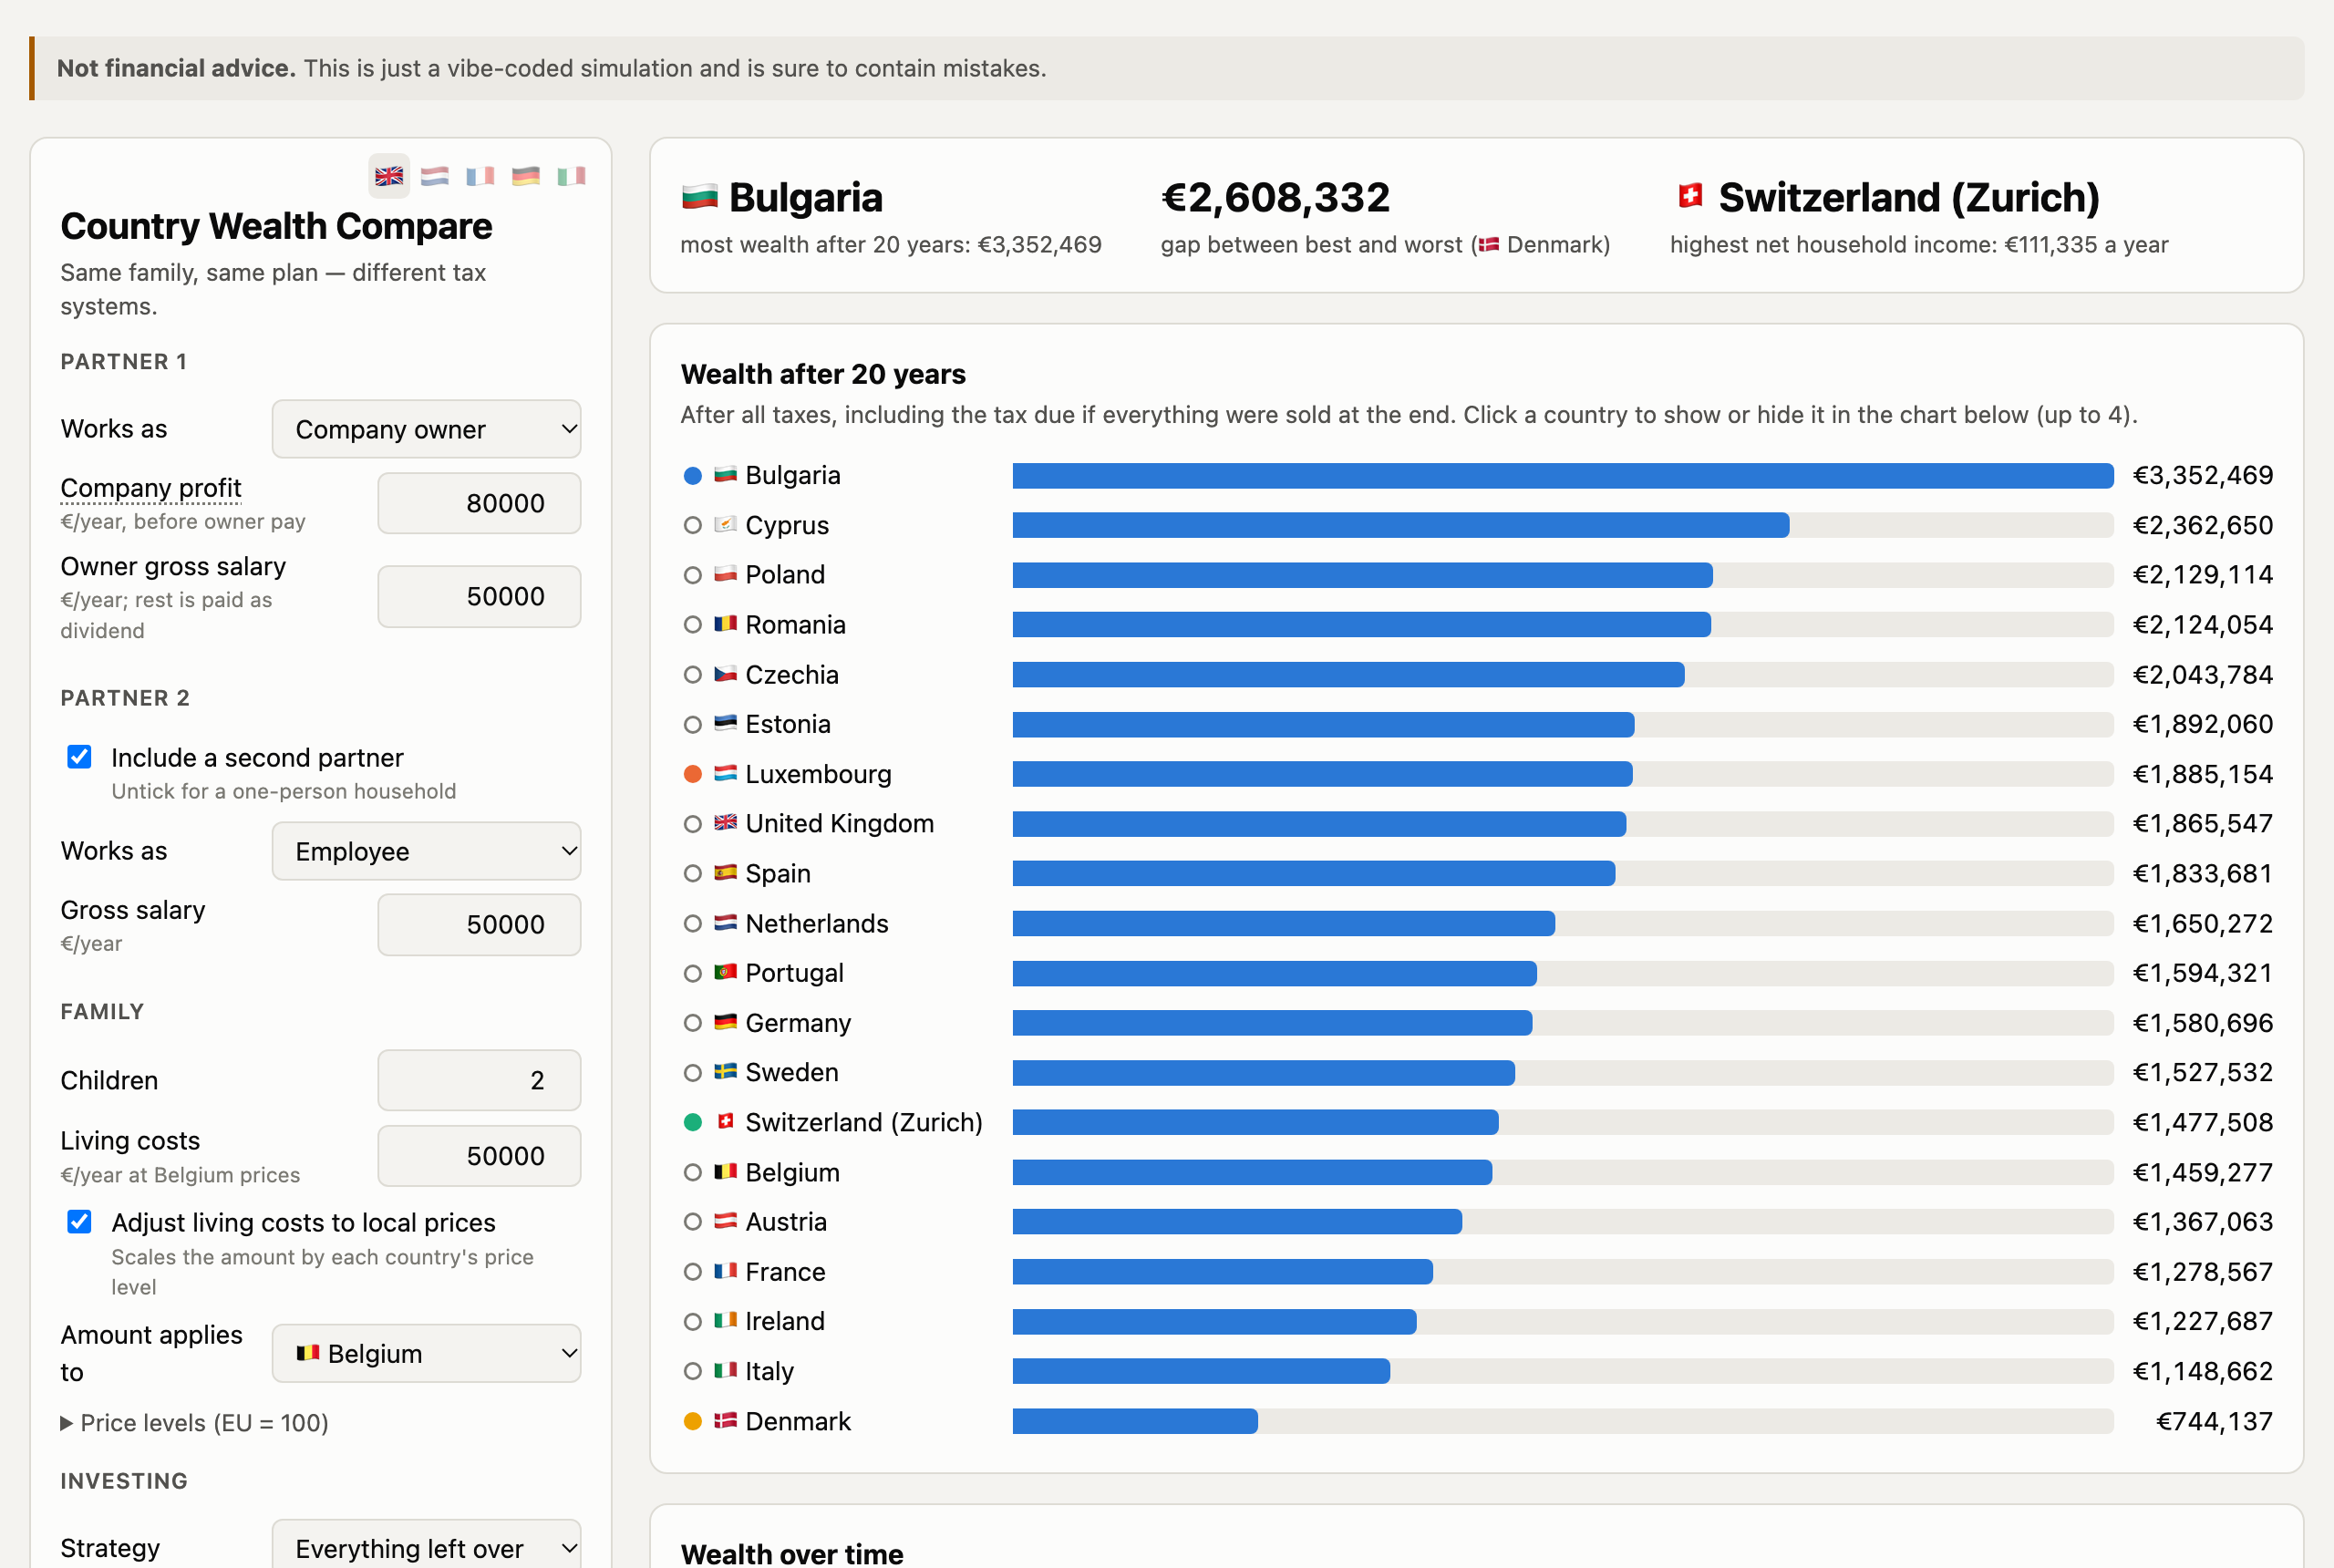 Not financial advice. This is just a vibe-coded simulation and is sure to contain mistakes.
Country Wealth Compare
Same family, same plan — different tax
systems.
PARTNER 1
Works as
Company owner
Company profit
€/year, before owner pay
80000
Owner gross salary
€/year; rest is paid as
dividend
50000
PARTNER 2
Include a second partner
Untick for a one-person household
Works as
Employee
Gross salary
€/year
50000
FAMILY
Children
2
Living costs
€/year at Belgium prices
50000
Adjust living costs to local prices
Scales the amount by each country's price
level
Amount applies
to
Belgium
Price levels (EU = 100)
INVESTING
Strategy
Everything left over
Bulgaria
most wealth after 20 years: €3,352,469
€2,608,332
gap between best and worst (Denmark)
Switzerland (Zurich)
highest net household income: €111,335 a year
Wealth after 20 years
After all taxes, including the tax due if everything were sold at the end. Click a country to show or hide it in the chart below (up to 4).
Bulgaria €3,352,469
Cyprus €2,362,650
Poland €2,129,114
Romania €2,124,054
Czechia €2,043,784
Estonia €1,892,060
Luxembourg €1,885,154
United Kingdom €1,865,547
Spain €1,833,681
Netherlands €1,650,272
Portugal €1,594,321
Germany €1,580,696
Sweden €1,527,532
Switzerland (Zurich) €1,477,508
Belgium €1,459,277
Austria €1,367,063
France €1,278,567
Ireland €1,227,687
Italy €1,148,662
Denmark €744,137
Wealth over time